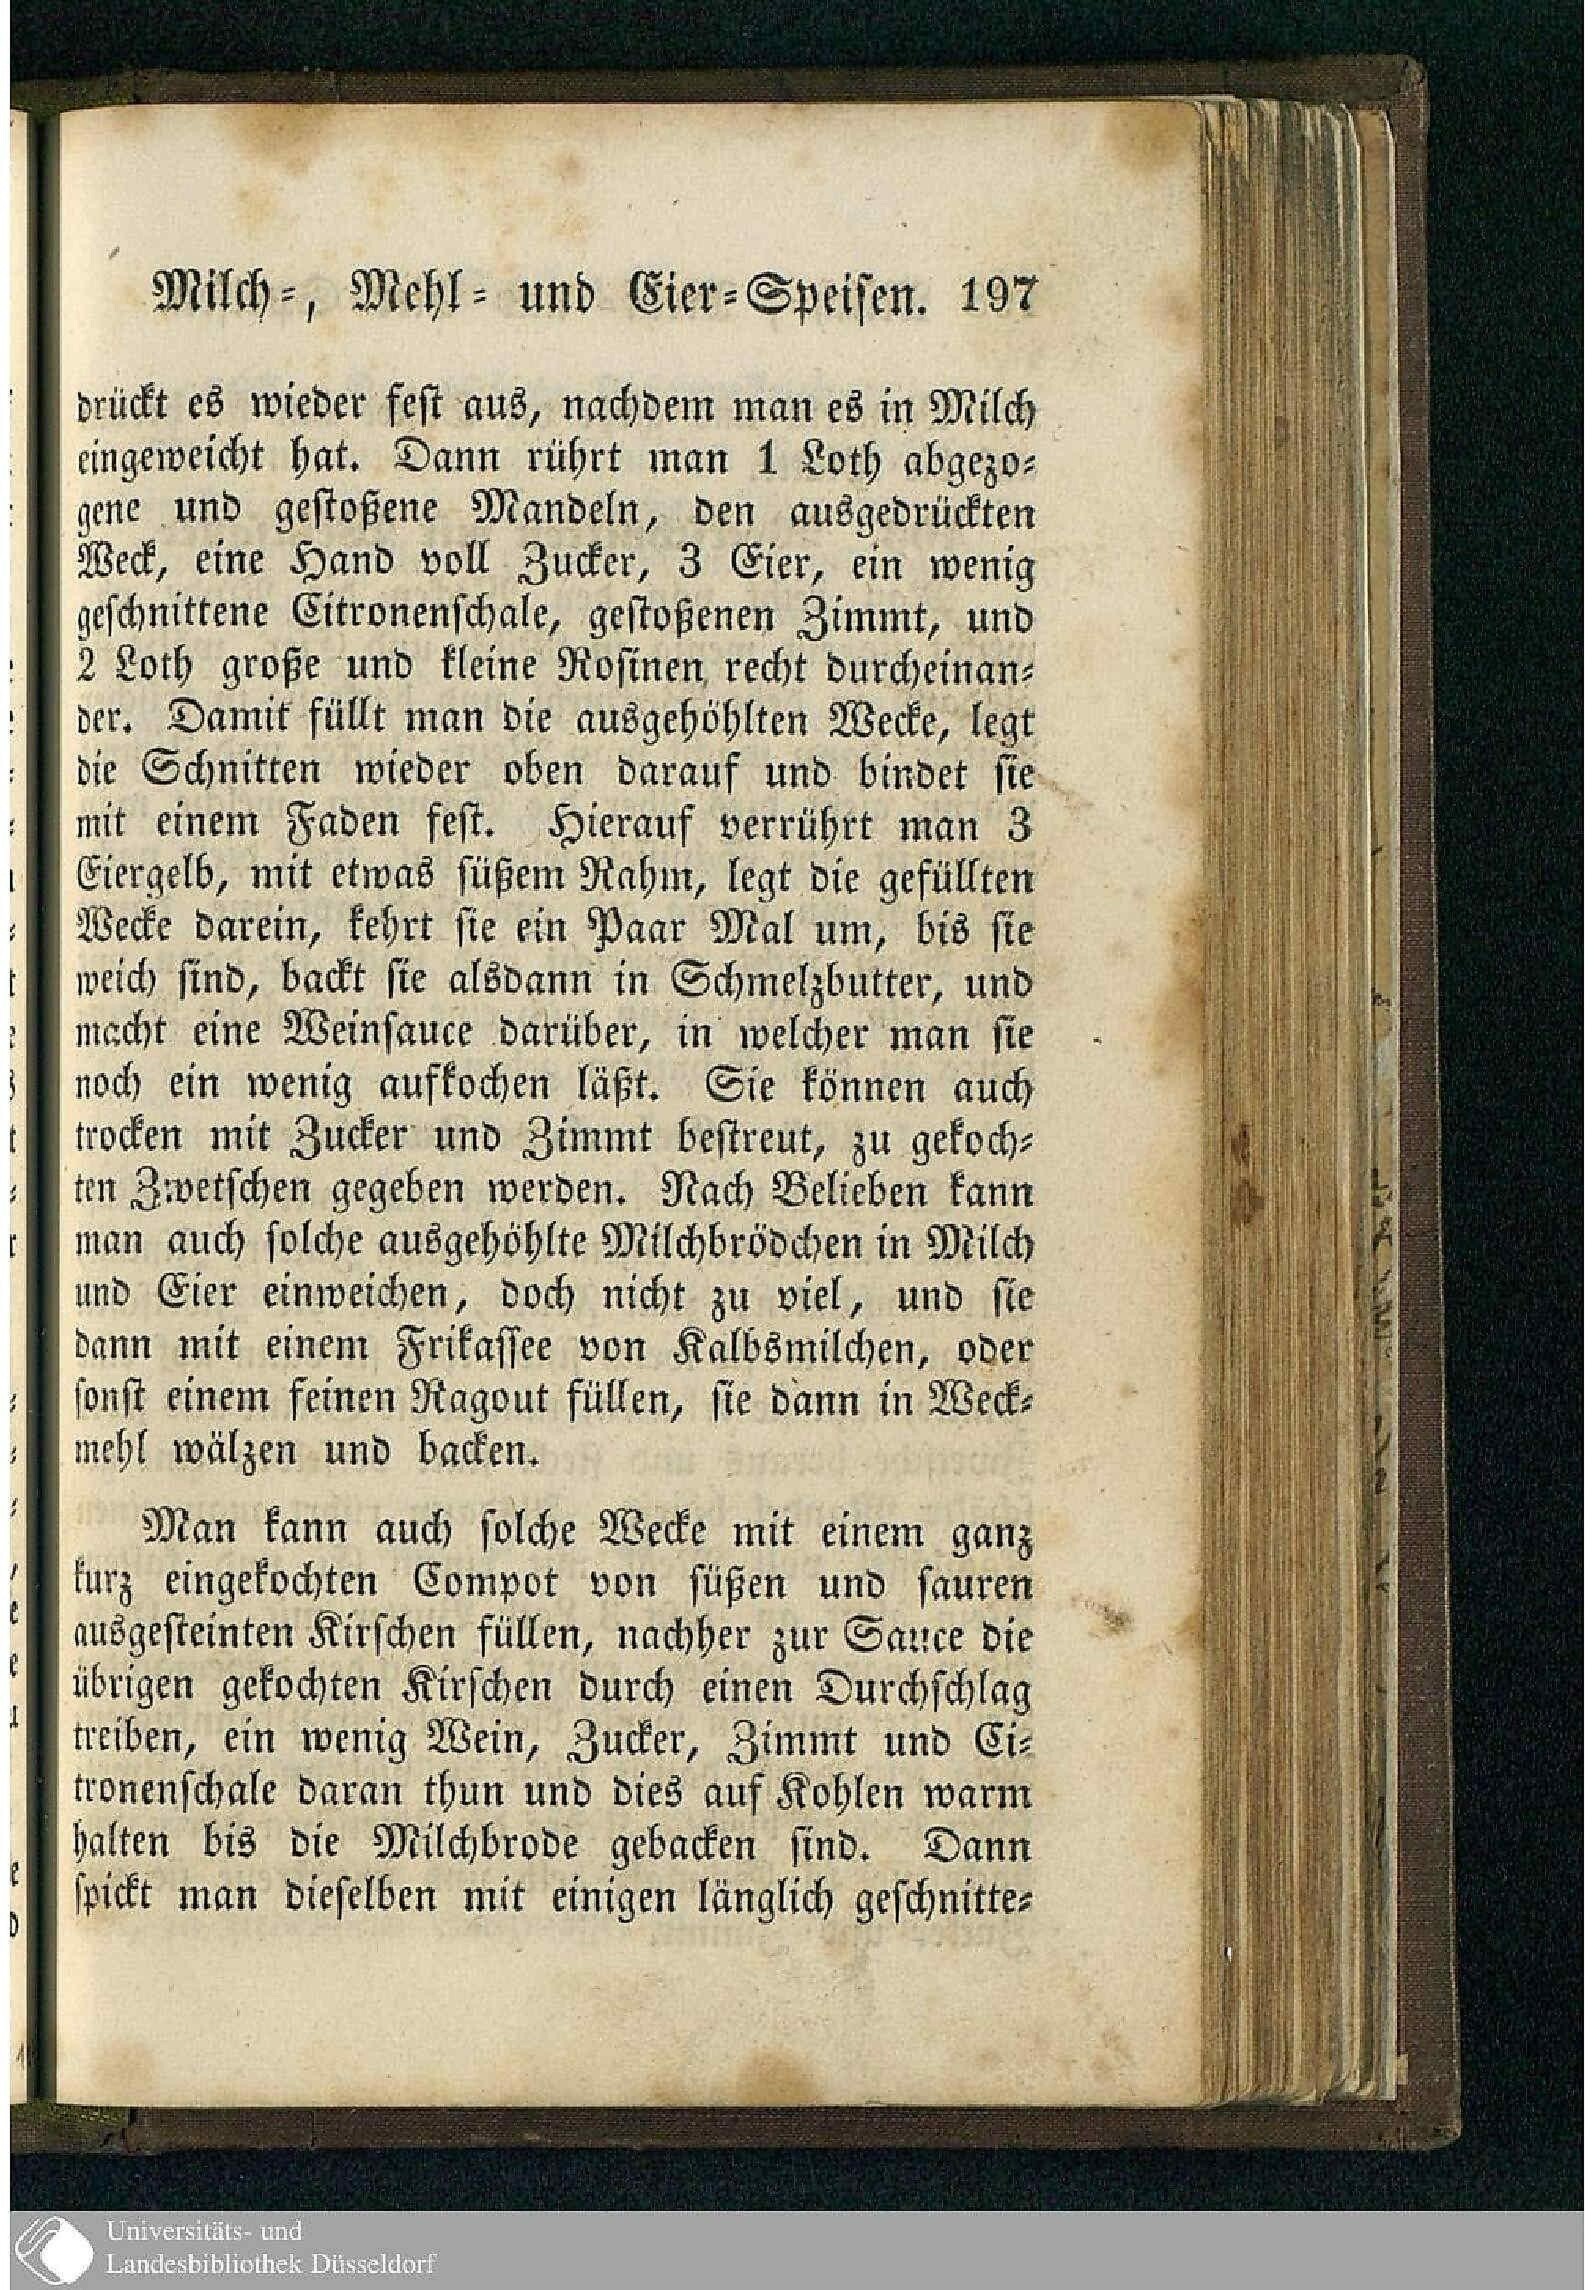 Milch-, Mehl- und Eier-Speisen. 197
drückt es wieder fest aus, nachdem man es in Milch
eingeweicht hat. Dann rührt man 1 Loth abgezo-
gene und gestoßene Mandeln, den ausgedrückten
Weck, eine Hand voll Zucker, 3 Eier, ein wenig
geschnittene Citronenschale, gestoßenen Zimmt, und
2 Loth große und kleine Rosinen recht durcheinan-
der. Damit füllt man die ausgehöhlten Wecke, legt
die Schnitten wieder oben darauf und bindet sie
mit einem Faden fest. Hierauf verrührt man 3
Eiergelb, mit etwas süßem Rahm, legt die gefüllten
Wecke darein, kehrt sie ein Paar Mal um, bis sie
weich sind, backt sie alsdann in Schmelzbutter, und
macht eine Weinsauce darüber, in welcher man sie
noch ein wenig aufkochen läßt. Sie können auch
trocken mit Zucker und Zimmt bestreut, zu gekoch-
ten Zwetschen gegeben werden. Nach Belieben kann
man auch solche ausgehöhlte Milchbrödchen in Milch
und Eier einweichen, doch nicht zu viel, und sie
dann mit einem Frikassee von Kalbsmilchen, oder
sonst einem feinen Ragout füllen, sie dann in Weck-
mehl wälzen und backen.
Man kann auch solche Wecke mit einem ganz
kurz eingekochten Compot von süßen und sauren
ausgesteinten Kirschen füllen, nachher zur Sauce die
übrigen gekochten Kirschen durch einen Durchschlag
treiben, ein wenig Wein, Zucker, Zimmt und Ci-
tronenschale daran thun und dies auf Kohlen warm
halten bis die Milchbrode gebacken sind. Dann
spickt man dieselben mit einigen länglich geschnitte-
Universitäts- und
Landesbibliothek Düsseldorf